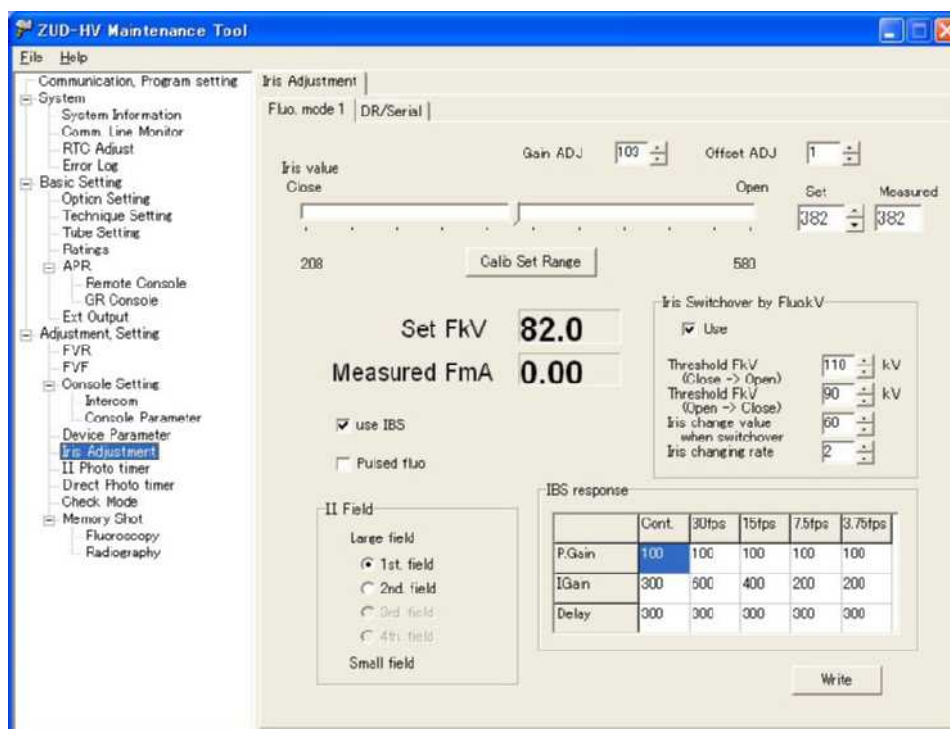 ZUD-HV Maintenance Tool
File Help
Communication, Program setting
System
System Information
Comm. Line Monitor
RTC Adjust
Error Log
Basic Setting
Option Setting
Technique Setting
Tube Setting
Ratings
APR
Remote Console
GR Console
Ext Output
Adjustment, Setting
FVR
FVF
Console Setting
Intercom
Console Parameter
Device Parameter
Iris Adjustment
II Photo timer
Direct Photo timer
Check Mode
Memory Shot
Fluoroscopy
Radiography
Iris Adjustment
Fluo. mode 1 DR/Serial
Gain ADJ 103 Offset ADJ 1
Iris value
Close Open Set Measured
382 382
208 Calib Set Range 580
Set FkV 82.0
Measured FmA 0.00
use IBS
Pulsed fluo
Iris Switchover by FluokV
Use
Threshold FkV 110 kV
(Close -> Open)
Threshold FkV 90 kV
(Open -> Close)
Iris change value 60
when switchover
Iris changing rate 2
II Field
Large field
1st. field
2nd. field
3rd. field
4th. field
Small field
IBS response
Cont. 30fps 15fps 7.5fps 3.75fps
P.Gain 100 100 100 100 100
IGain 300 600 400 200 200
Delay 300 300 300 300 300
Write